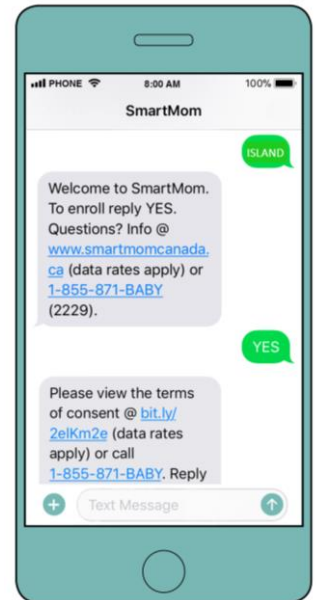 PHONE 8:00 AM 100%
SmartMom
ISLAND
Welcome to SmartMom.
To enroll reply YES.
Questions? Info @
www.smartmomcanada.
ca (data rates apply) or
1-855-871-BABY
(2229).
YES
Please view the terms
of consent @ bit.ly/
2elKm2e (data rates
apply) or call
1-855-871-BABY. Reply
Text Message